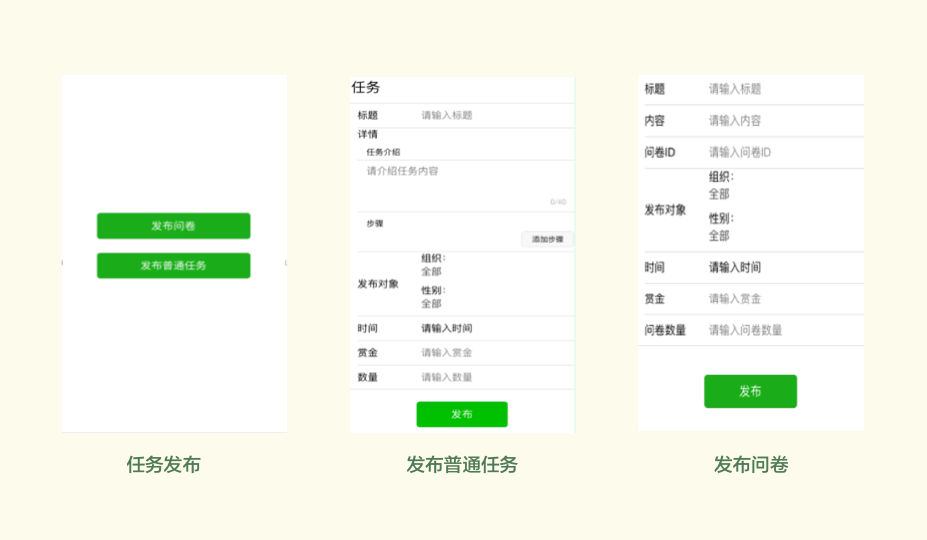 发布问卷
发布普通任务
任务发布
任务
标题 请输入标题
详情
任务介绍
请介绍任务内容
0/40
步骤
添加步骤
组织：
全部
发布对象
性别：
全部
时间 请输入时间
赏金 请输入赏金
数量 请输入数量
发布
发布普通任务
标题 请输入标题
内容 请输入内容
问卷ID 请输入问卷ID
组织：
全部
发布对象
性别：
全部
时间 请输入时间
赏金 请输入赏金
问卷数量 请输入问卷数量
发布
发布问卷